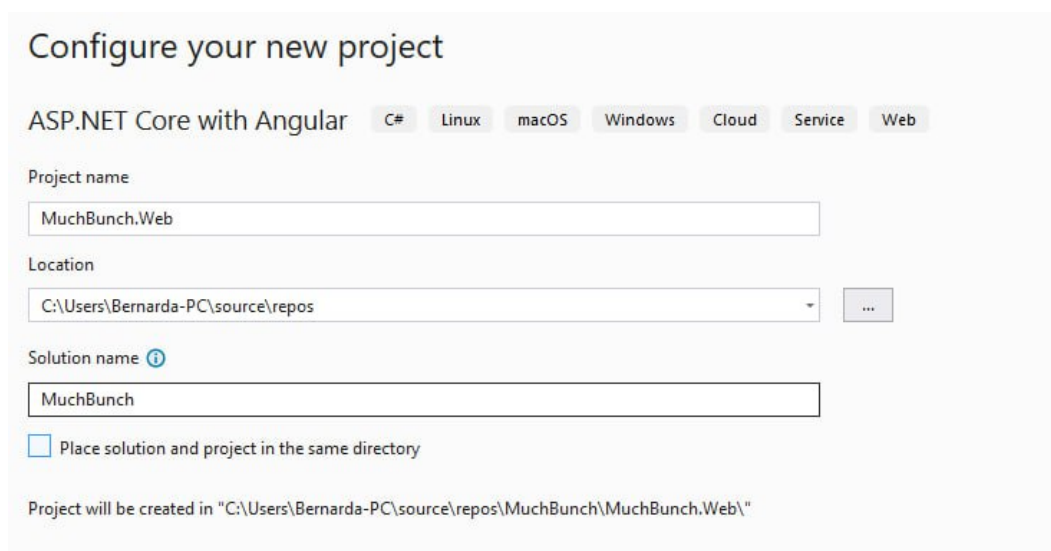 Configure your new project
ASP.NET Core with Angular C# Linux macOS Windows Cloud Service Web
Project name
MuchBunch.Web
Location
C:\Users\Bernarda-PC\source\repos
...
Solution name
MuchBunch
Place solution and project in the same directory
Project will be created in "C:\Users\Bernarda-PC\source\repos\MuchBunch\MuchBunch.Web\"